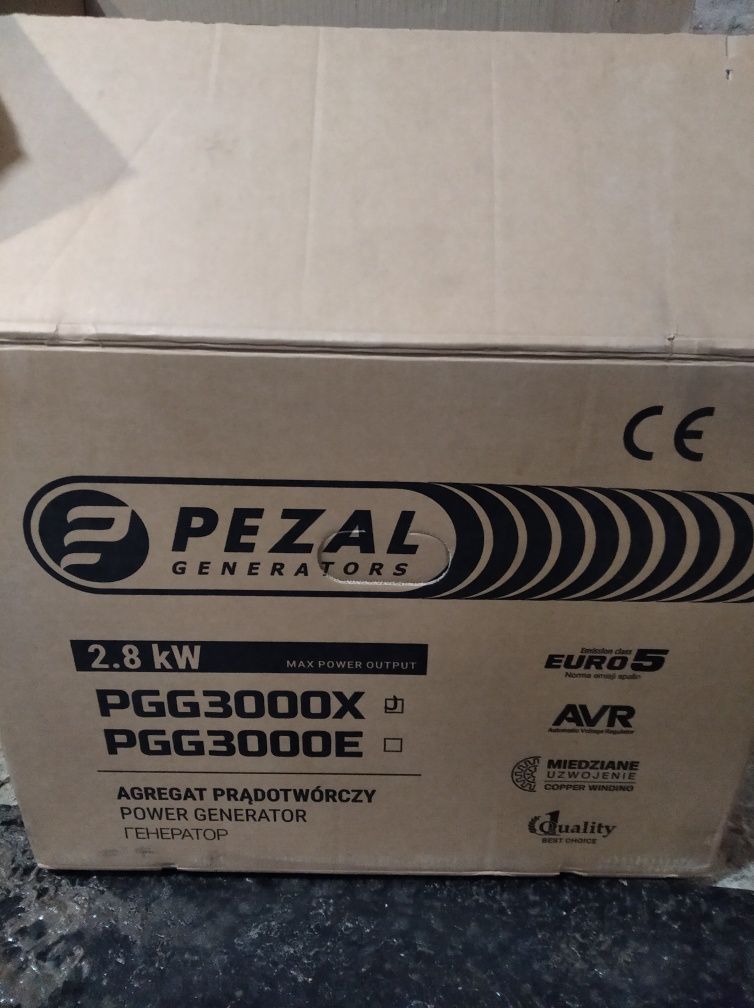 CE
PEZAL
GENERATORS
2.8 kW MAX POWER OUTPUT
PGG3000X
PGG3000E
AGREGAT PRĄDOTWÓRCZY
POWER GENERATOR
ГЕНЕРАТОР
Emission class
EURO 5
Norma emisji spalin
AVR
Automatic Voltage Regulator
MIEDZIANE
UZWOJENIE
COPPER WINDING
1 Quality
BEST CHOICE